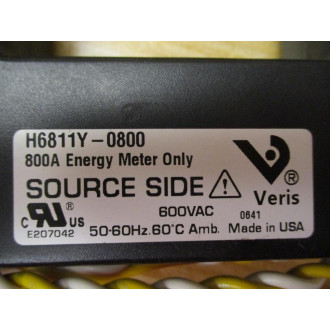 H6811Y-0800
800A Energy Meter Only
SOURCE SIDE
Veris ®
C UR US
600VAC
0641
E207042
50-60Hz. 60°C Amb. Made in USA